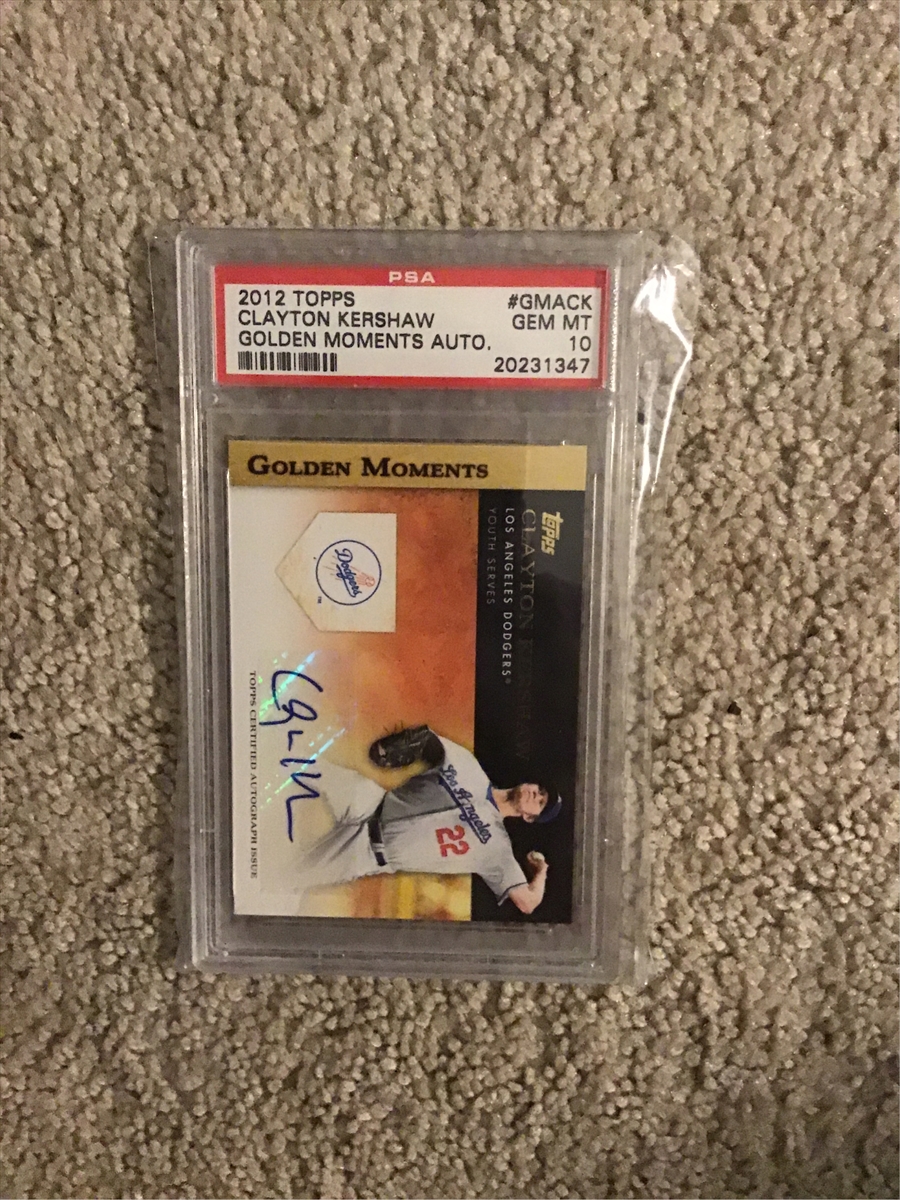 PSA
2012 TOPPS #GMACK
CLAYTON KERSHAW GEM MT
GOLDEN MOMENTS AUTO. 10
20231347
GOLDEN MOMENTS
topps
CLAYTON KERSHAW
LOS ANGELES DODGERS®
YOUTH SERVES
Dodgers
TM
Los Angeles
22
TOPPS CERTIFIED AUTOGRAPH ISSUE